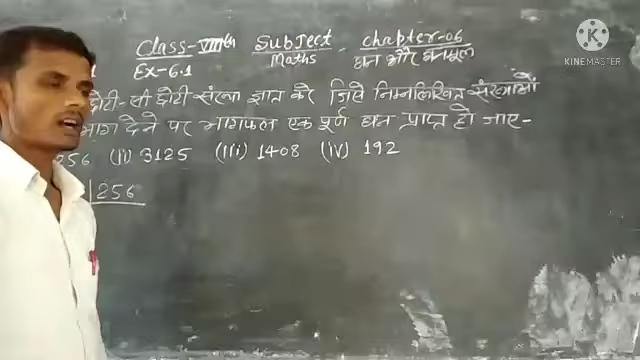 Class-VIIIth Subject Maths chapter-06 घन और घनमूल
Ex-6.1
KINEMASTER
छोटी-सी छोटी संख्या ज्ञात करें जिसे निम्नलिखित संख्याओं
भाग देने पर भागफल एक पूर्ण घन प्राप्त हो जाए-
256 (ii) 3125 (iii) 1408 (iv) 192
256